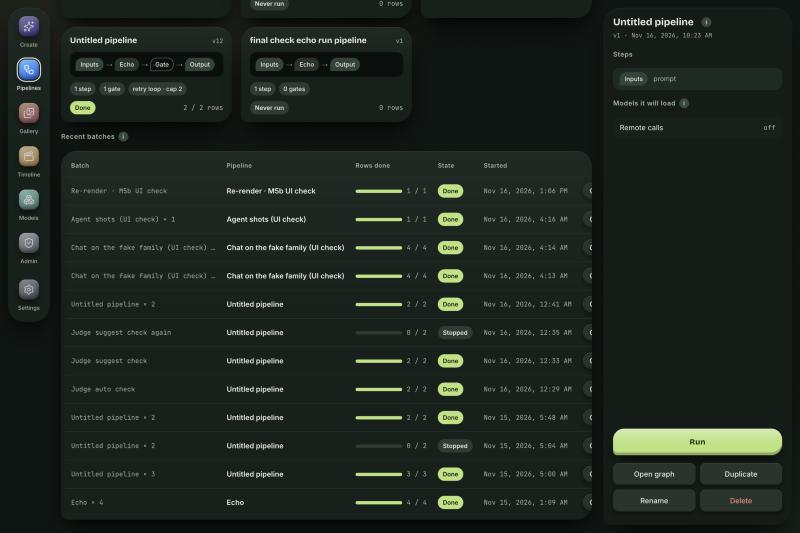 Create
Pipelines
Gallery
Timeline
Models
Admin
Settings
Never run 0 rows
Untitled pipeline v12
Inputs → Echo → Gate → Output
1 step 1 gate retry loop · cap 2
Done 2 / 2 rows
final check echo run pipeline v1
Inputs → Echo → Output
1 step 0 gates
Never run 0 rows
Recent batches i
Batch Pipeline Rows done State Started
Re-render · M5b UI check Re-render · M5b UI check 1 / 1 Done Nov 16, 2026, 1:06 PM
Agent shots (UI check) × 1 Agent shots (UI check) 1 / 1 Done Nov 16, 2026, 4:16 AM
Chat on the fake family (UI check) … Chat on the fake family (UI check) 4 / 4 Done Nov 16, 2026, 4:14 AM
Chat on the fake family (UI check) … Chat on the fake family (UI check) 4 / 4 Done Nov 16, 2026, 4:13 AM
Untitled pipeline × 2 Untitled pipeline 2 / 2 Done Nov 16, 2026, 12:41 AM
Judge suggest check again Untitled pipeline 0 / 2 Stopped Nov 16, 2026, 12:35 AM
Judge suggest check Untitled pipeline 2 / 2 Done Nov 16, 2026, 12:33 AM
Judge auto check Untitled pipeline 2 / 2 Done Nov 16, 2026, 12:29 AM
Untitled pipeline × 2 Untitled pipeline 2 / 2 Done Nov 15, 2026, 5:48 AM
Untitled pipeline × 2 Untitled pipeline 0 / 2 Stopped Nov 15, 2026, 5:04 AM
Untitled pipeline × 3 Untitled pipeline 3 / 3 Done Nov 15, 2026, 5:00 AM
Echo × 4 Echo 4 / 4 Done Nov 15, 2026, 1:09 AM
Untitled pipeline i
v1 · Nov 16, 2026, 10:23 AM
Steps
Inputs prompt
Models it will load i
Remote calls off
Run
Open graph Duplicate
Rename Delete